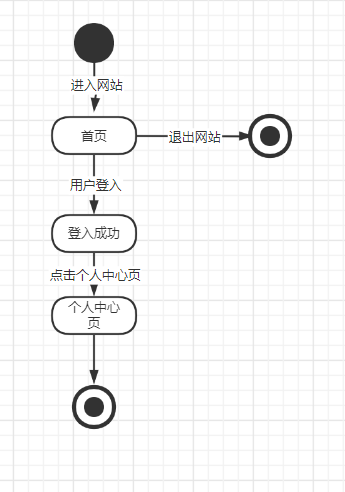 进入网站
首页
退出网站
用户登入
登入成功
点击个人中心页
个人中心
页